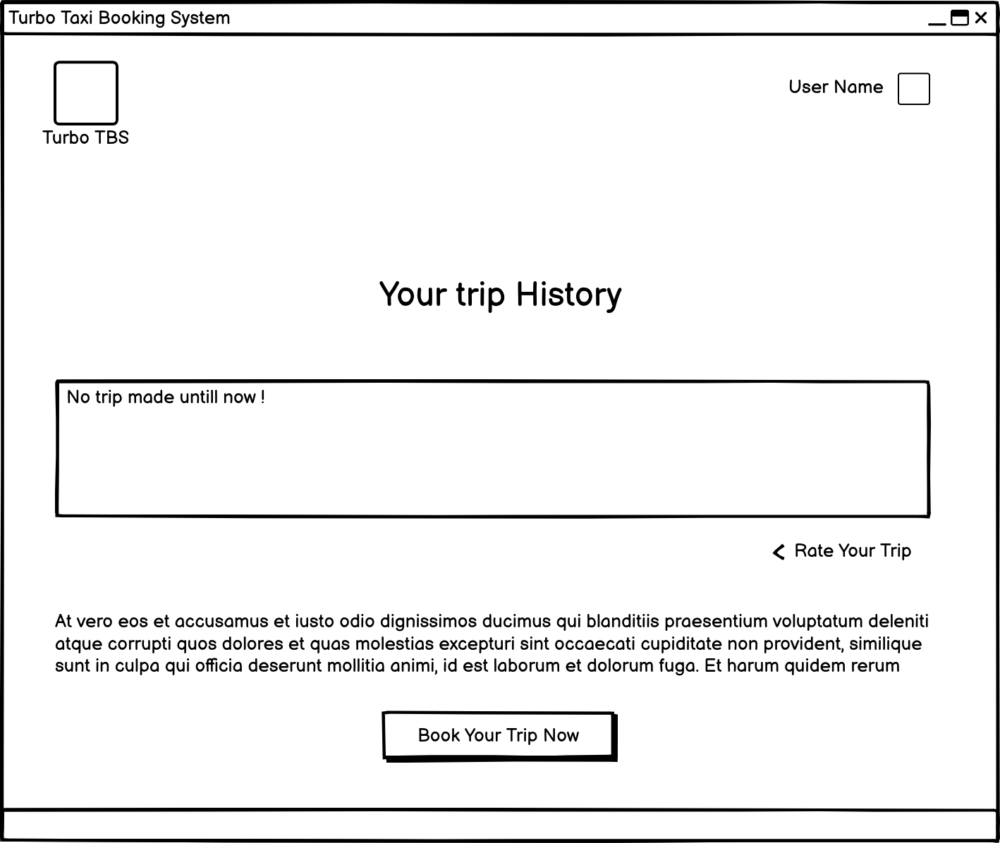 Turbo Taxi Booking System
User Name
Turbo TBS
Your trip History
No trip made untill now !
Rate Your Trip
At vero eos et accusamus et iusto odio dignissimos ducimus qui blanditiis praesentium voluptatum deleniti
atque corrupti quos dolores et quas molestias excepturi sint occaecati cupiditate non provident, similique
sunt in culpa qui officia deserunt mollitia animi, id est laborum et dolorum fuga. Et harum quidem rerum
Book Your Trip Now